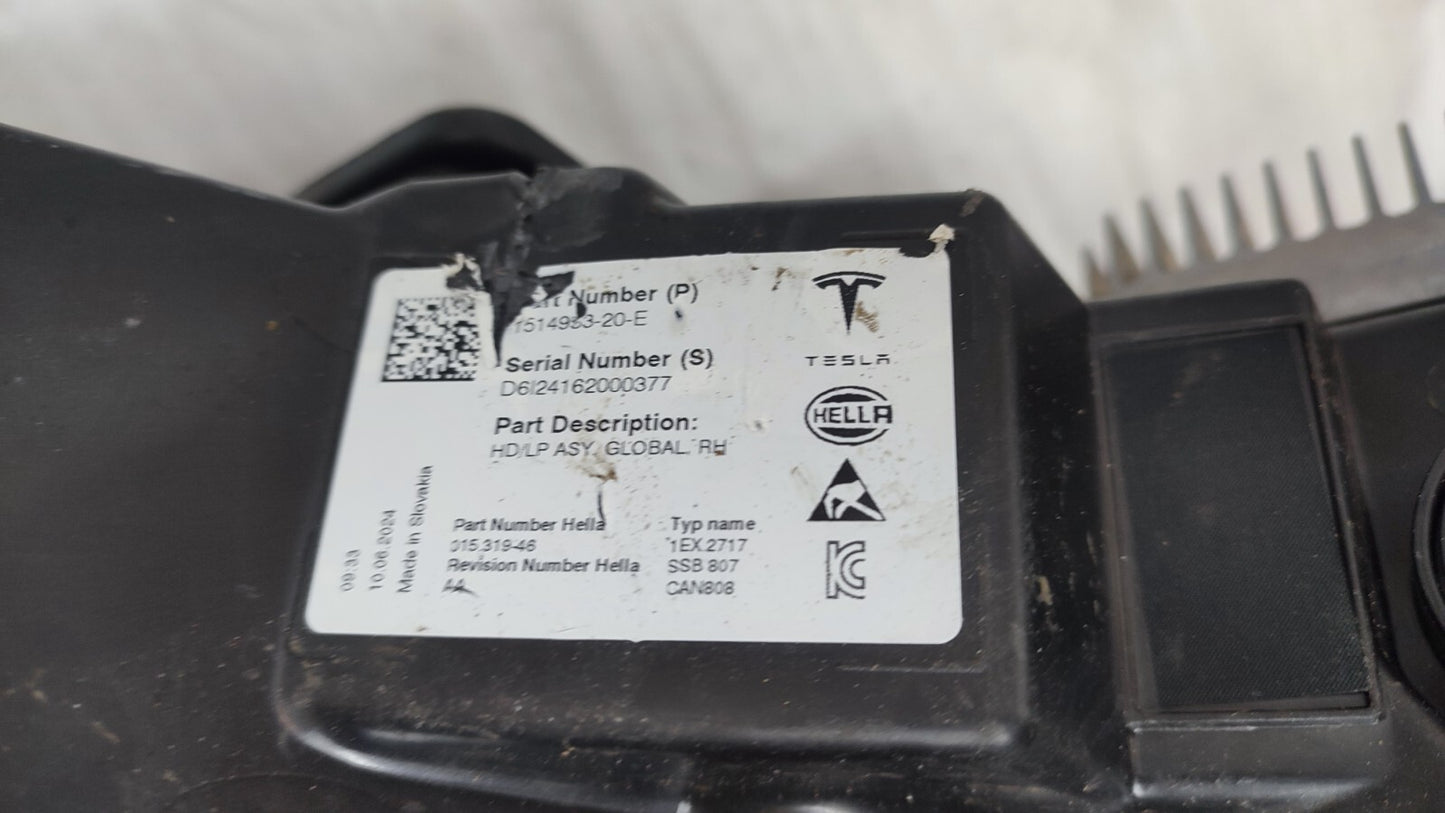 Number (P)
1514953-20-E
Serial Number (S)
D6I24162000377
Part Description:
HD/LP ASY, GLOBAL, RH
Part Number Hella
015.319-46
Revision Number Hella
AA
Typ name
1EX 2717
SSB 807
CAN808
09:33
10.06.2024
Made in Slovakia
TESLA
HELLA